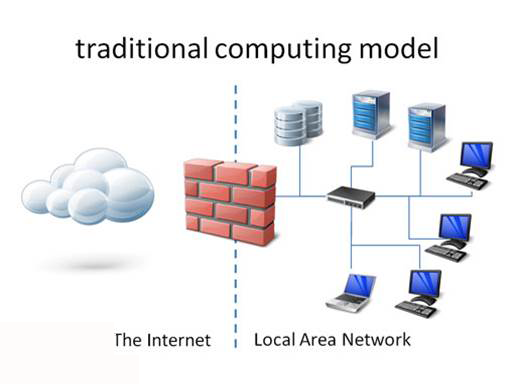 traditional computing model
The Internet
Local Area Network